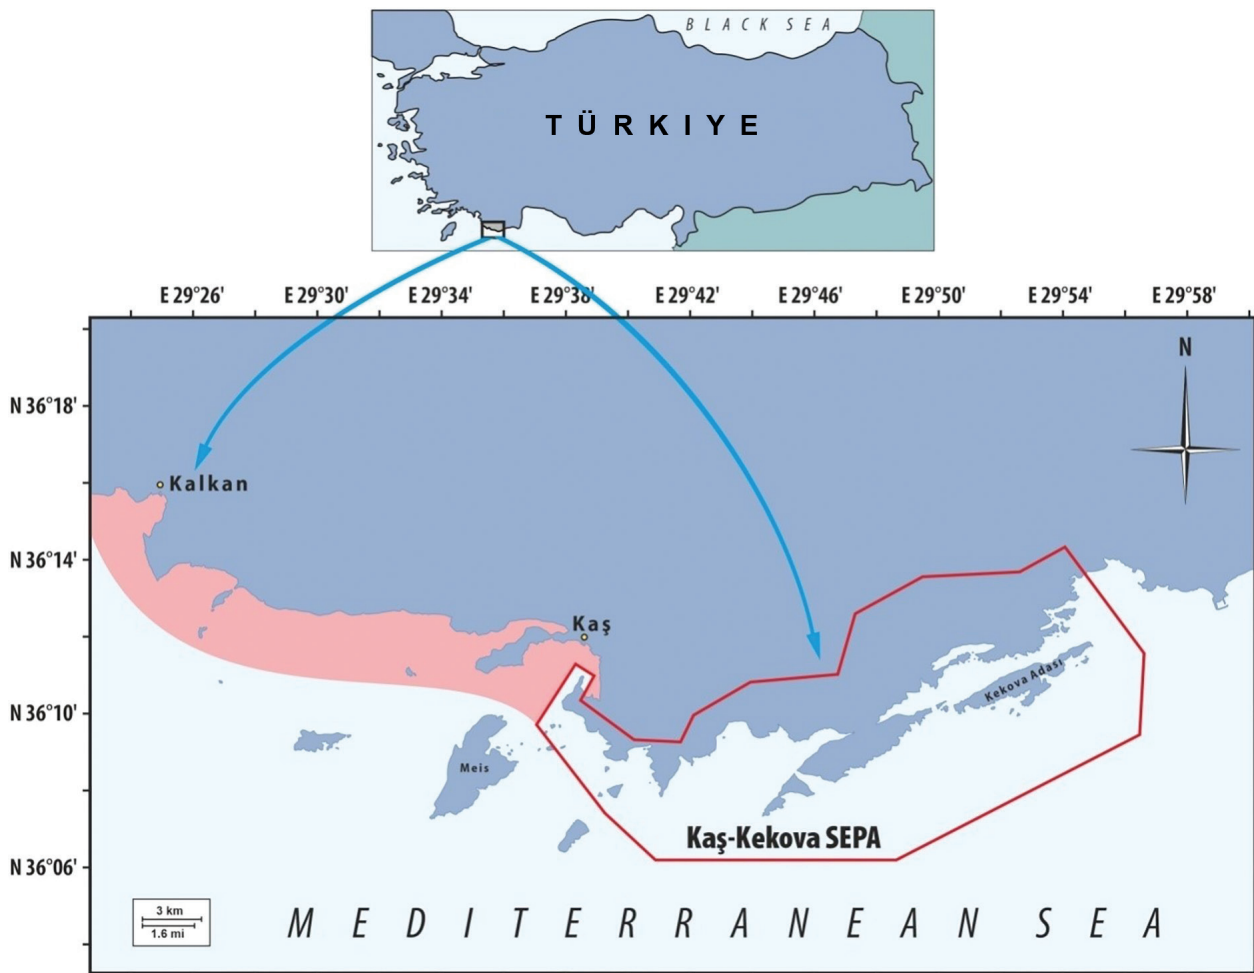 BLACK SEA
TÜRKIYE
E 29°26' E 29°30' E 29°34' E 29°38' E 29°42' E 29°46' E 29°50' E 29°54' E 29°58'
N
N 36°18'
Kalkan
N 36°14'
Kaş
Kekova Adası
N 36°10'
Meis
Kaş-Kekova SEPA
N 36°06'
3 km
1.6 mi
MEDITERRANEAN SEA